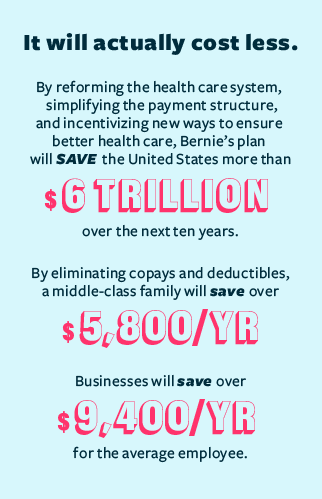 It will actually cost less.
By reforming the health care system,
simplifying the payment structure,
and incentivizing new ways to ensure
better health care, Bernie's plan
will SAVE the United States more than
$6 TRILLION
over the next ten years.
By eliminating copays and deductibles,
a middle-class family will save over
$5,800/YR
Businesses will save over
$9,400/YR
for the average employee.